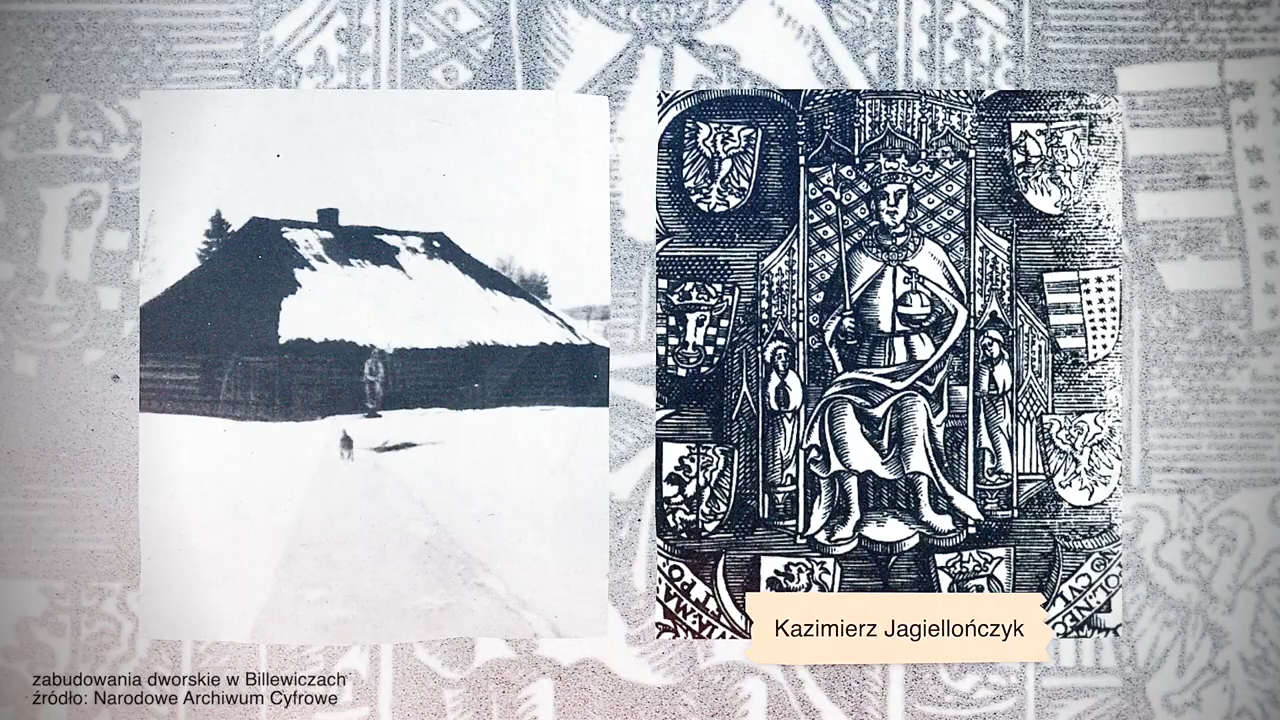 Kazimierz Jagiellończyk
zabudowania dworskie w Billewiczach
źródło: Narodowe Archiwum Cyfrowe